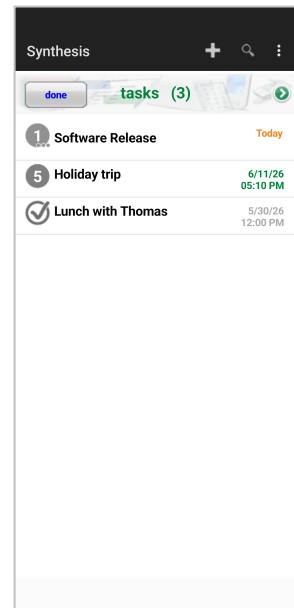 Synthesis
done tasks (3)
1... Software Release Today
5 Holiday trip 6/11/26
05:10 PM
Lunch with Thomas 5/30/26
12:00 PM